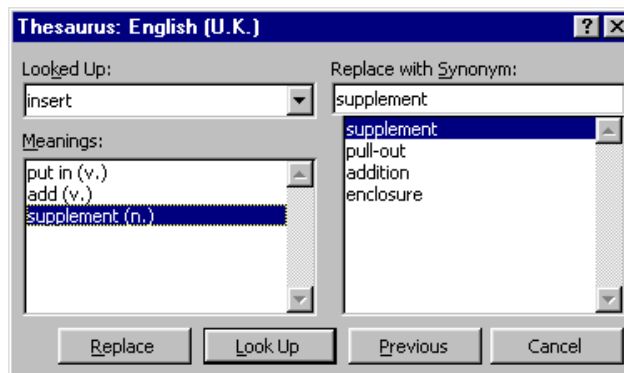 Thesaurus: English (U.K.)
Looked Up:
insert
Meanings:
put in (v.)
add (v.)
supplement (n.)
Replace with Synonym:
supplement
supplement
pull-out
addition
enclosure
Replace
Look Up
Previous
Cancel